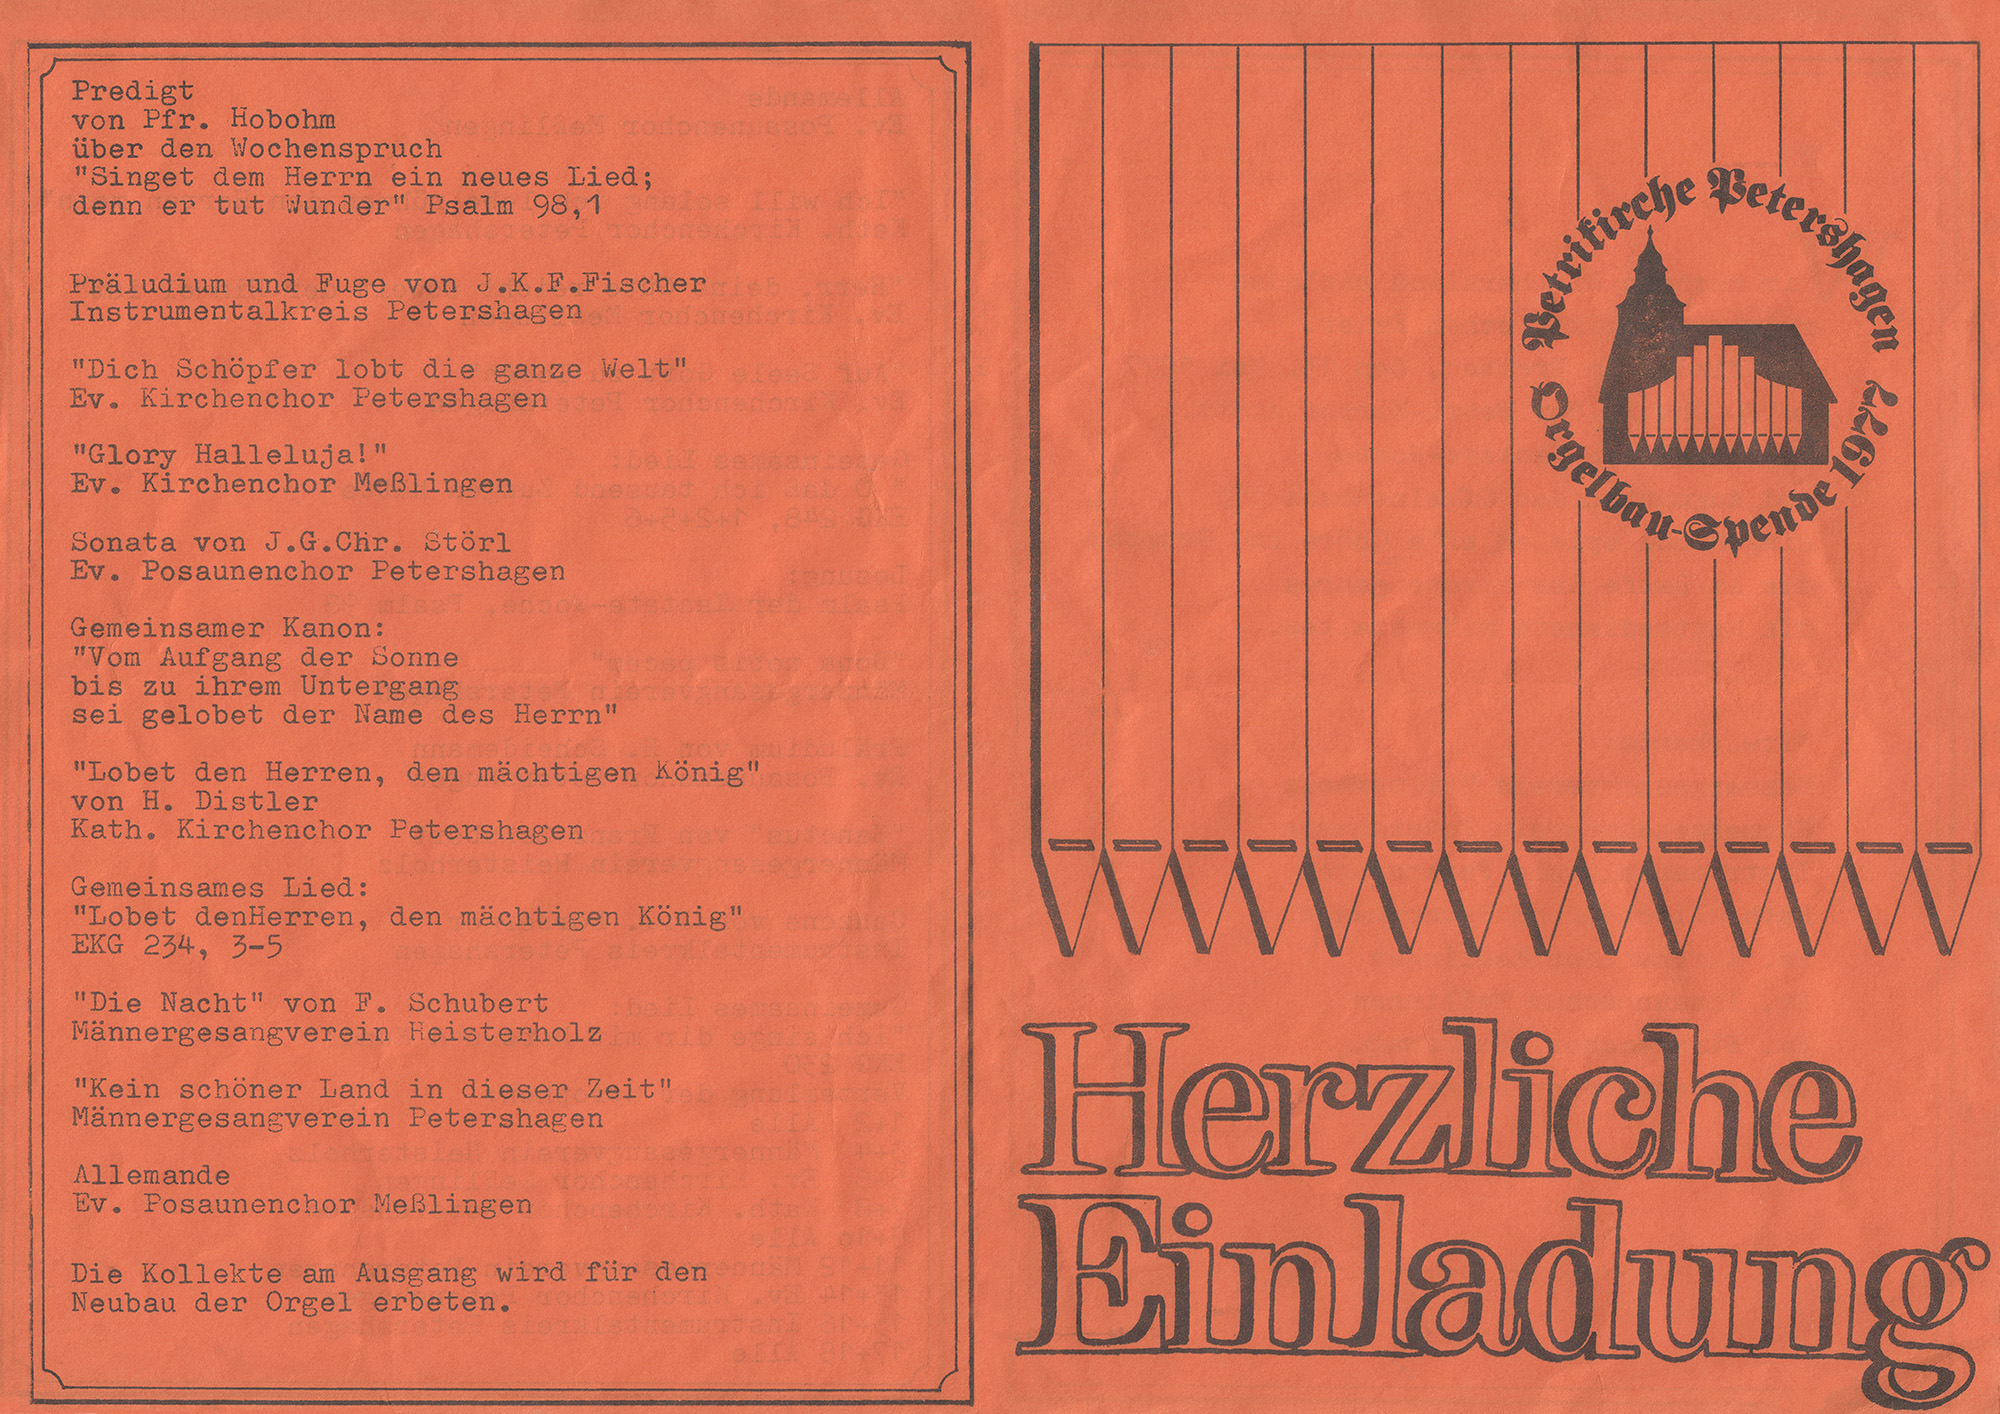 Predigt
von Pfr. Hobohm
über den Wochenspruch
"Singet dem Herrn ein neues Lied;
denn er tut Wunder" Psalm 98,1
Präludium und Fuge von J.K.F.Fischer
Instrumentalkreis Petershagen
"Dich Schöpfer lobt die ganze Welt"
Ev. Kirchenchor Petershagen
"Glory Halleluja!"
Ev. Kirchenchor Meßlingen
Sonata von J.G.Chr. Störl
Ev. Posaunenchor Petershagen
Gemeinsamer Kanon:
"Vom Aufgang der Sonne
bis zu ihrem Untergang
sei gelobet der Name des Herrn"
"Lobet den Herren, den mächtigen König"
von H. Distler
Kath. Kirchenchor Petershagen
Gemeinsames Lied:
"Lobet denHerren, den mächtigen König"
EKG 234, 3-5
"Die Nacht" von F. Schubert
Männergesangverein Heisterholz
"Kein schöner Land in dieser Zeit"
Männergesangverein Petershagen
Allemande
Ev. Posaunenchor Meßlingen
Die Kollekte am Ausgang wird für den
Neubau der Orgel erbeten.
Petrikirche Petershagen
Orgelbau-Spende 1977
Herzliche
Einladung